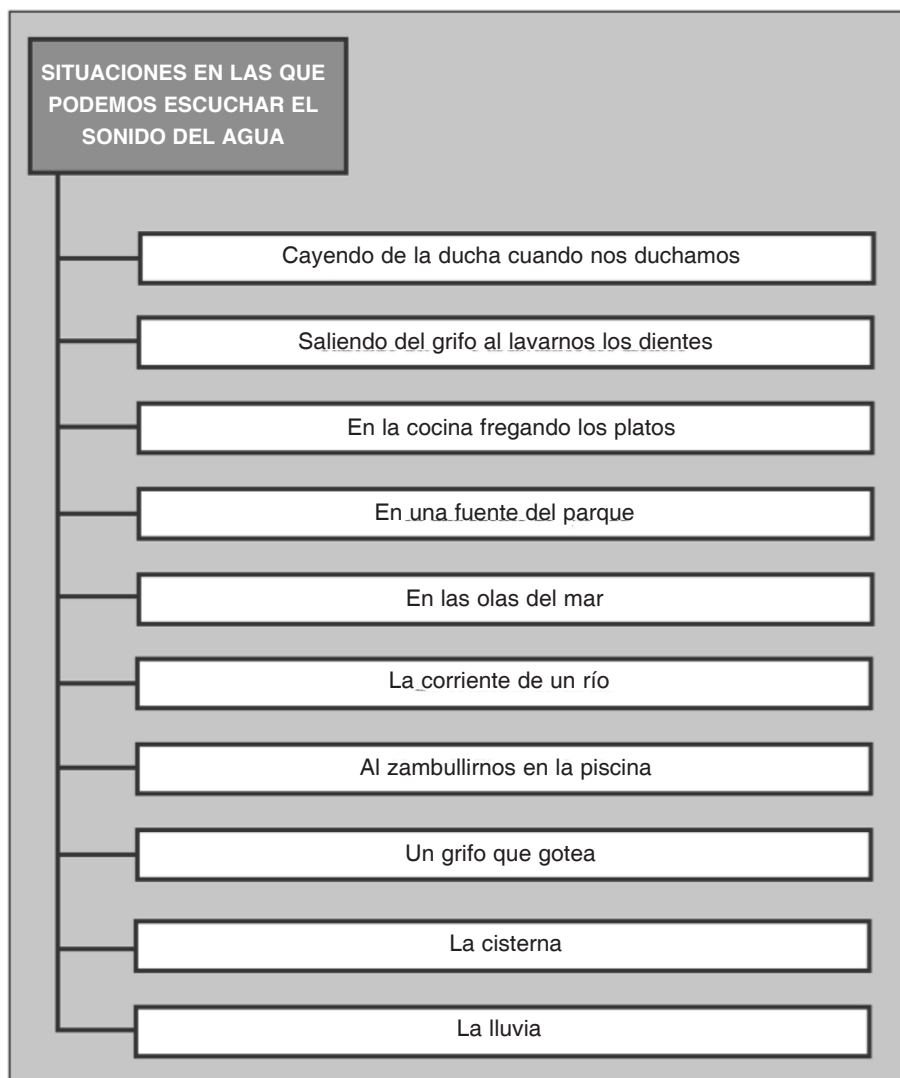 SITUACIONES EN LAS QUE
PODEMOS ESCUCHAR EL
SONIDO DEL AGUA
Cayendo de la ducha cuando nos duchamos
Saliendo del grifo al lavarnos los dientes
En la cocina fregando los platos
En una fuente del parque
En las olas del mar
La corriente de un río
Al zambullirnos en la piscina
Un grifo que gotea
La cisterna
La lluvia